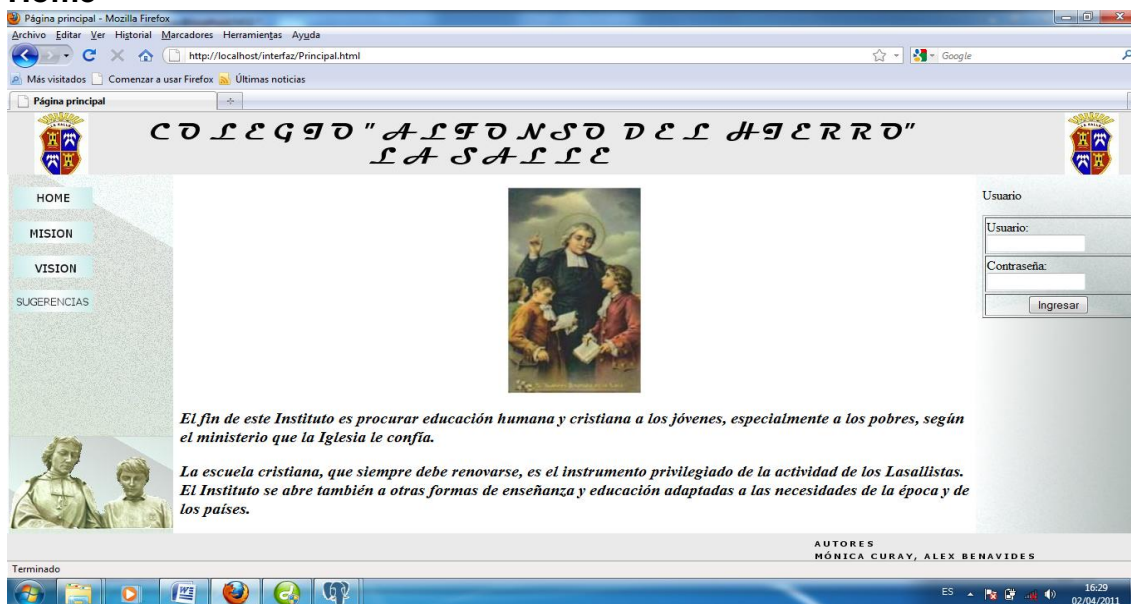 Home
Página principal - Mozilla Firefox
Archivo Editar Ver Historial Marcadores Herramientas Ayuda
http://localhost/interfaz/Principal.html
Google
Más visitados Comenzar a usar Firefox Últimas noticias
Página principal
COLEGIO "ALFONSO DEL HIERRO"
LA SALLE
HOME
MISION
VISION
SUGERENCIAS
Usuario
Usuario:
Contraseña:
Ingresar
El fin de este Instituto es procurar educación humana y cristiana a los jóvenes, especialmente a los pobres, según
el ministerio que la Iglesia le confía.
La escuela cristiana, que siempre debe renovarse, es el instrumento privilegiado de la actividad de los Lasallistas.
El Instituto se abre también a otras formas de enseñanza y educación adaptadas a las necesidades de la época y de
los países.
AUTORES
MÓNICA CURAY, ALEX BENAVIDES
Terminado
ES
16:29
02/04/2011